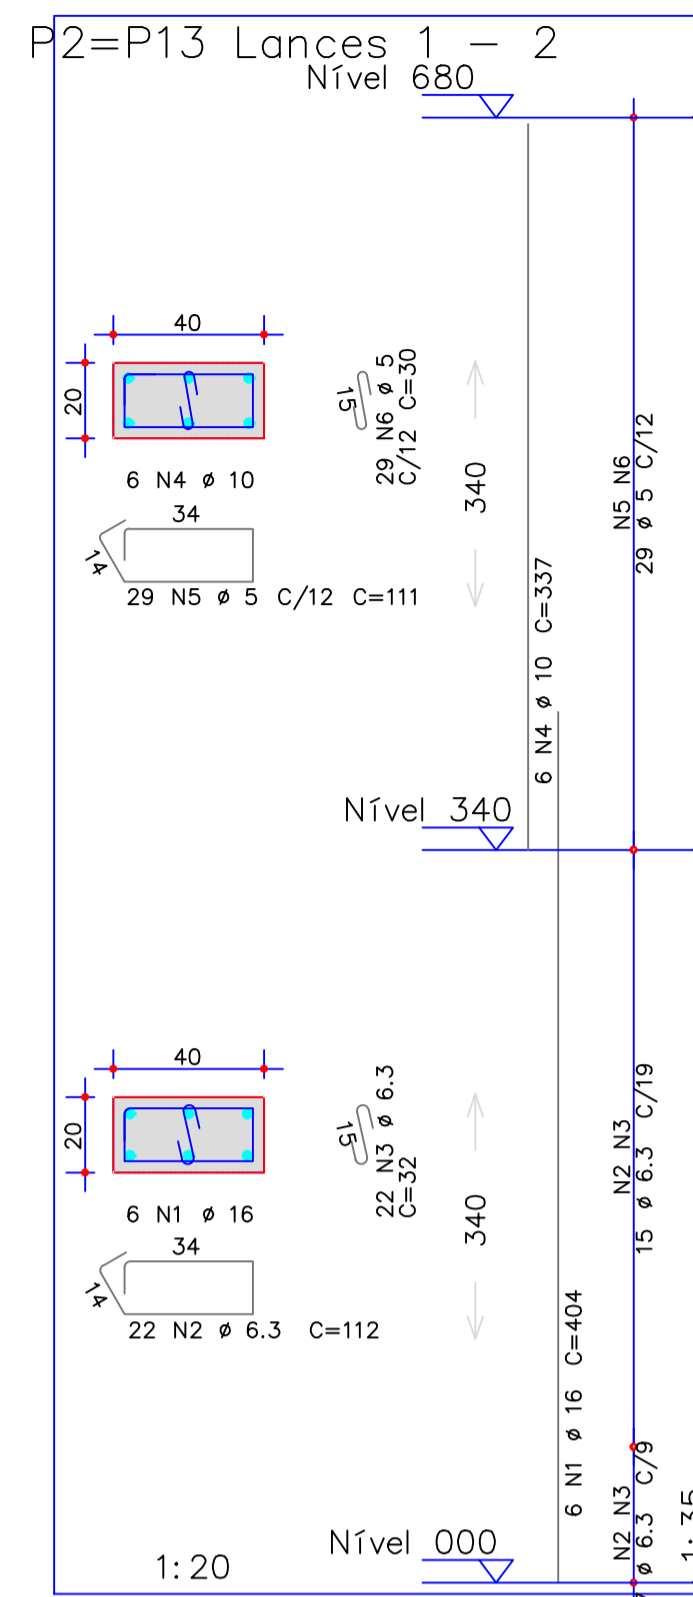 P2=P13 Lances 1 - 2
Nível 680
40
20
6 N4 ø 10
34
14
29 N5 ø 5 C/12 C=111
15
29 N6 ø 5
C/12 C=30
340
6 N4 ø 10 C=337
N5 N6
29 ø 5 C/12
Nível 340
40
20
6 N1 ø 16
34
14
22 N2 ø 6.3 C=112
15
22 N3 ø 6.3
C=32
340
6 N1 ø 16 C=404
N2 N3
15 ø 6.3 C/19
N2 N3
ø 6.3 C/9
Nível 000
1:20
1:35